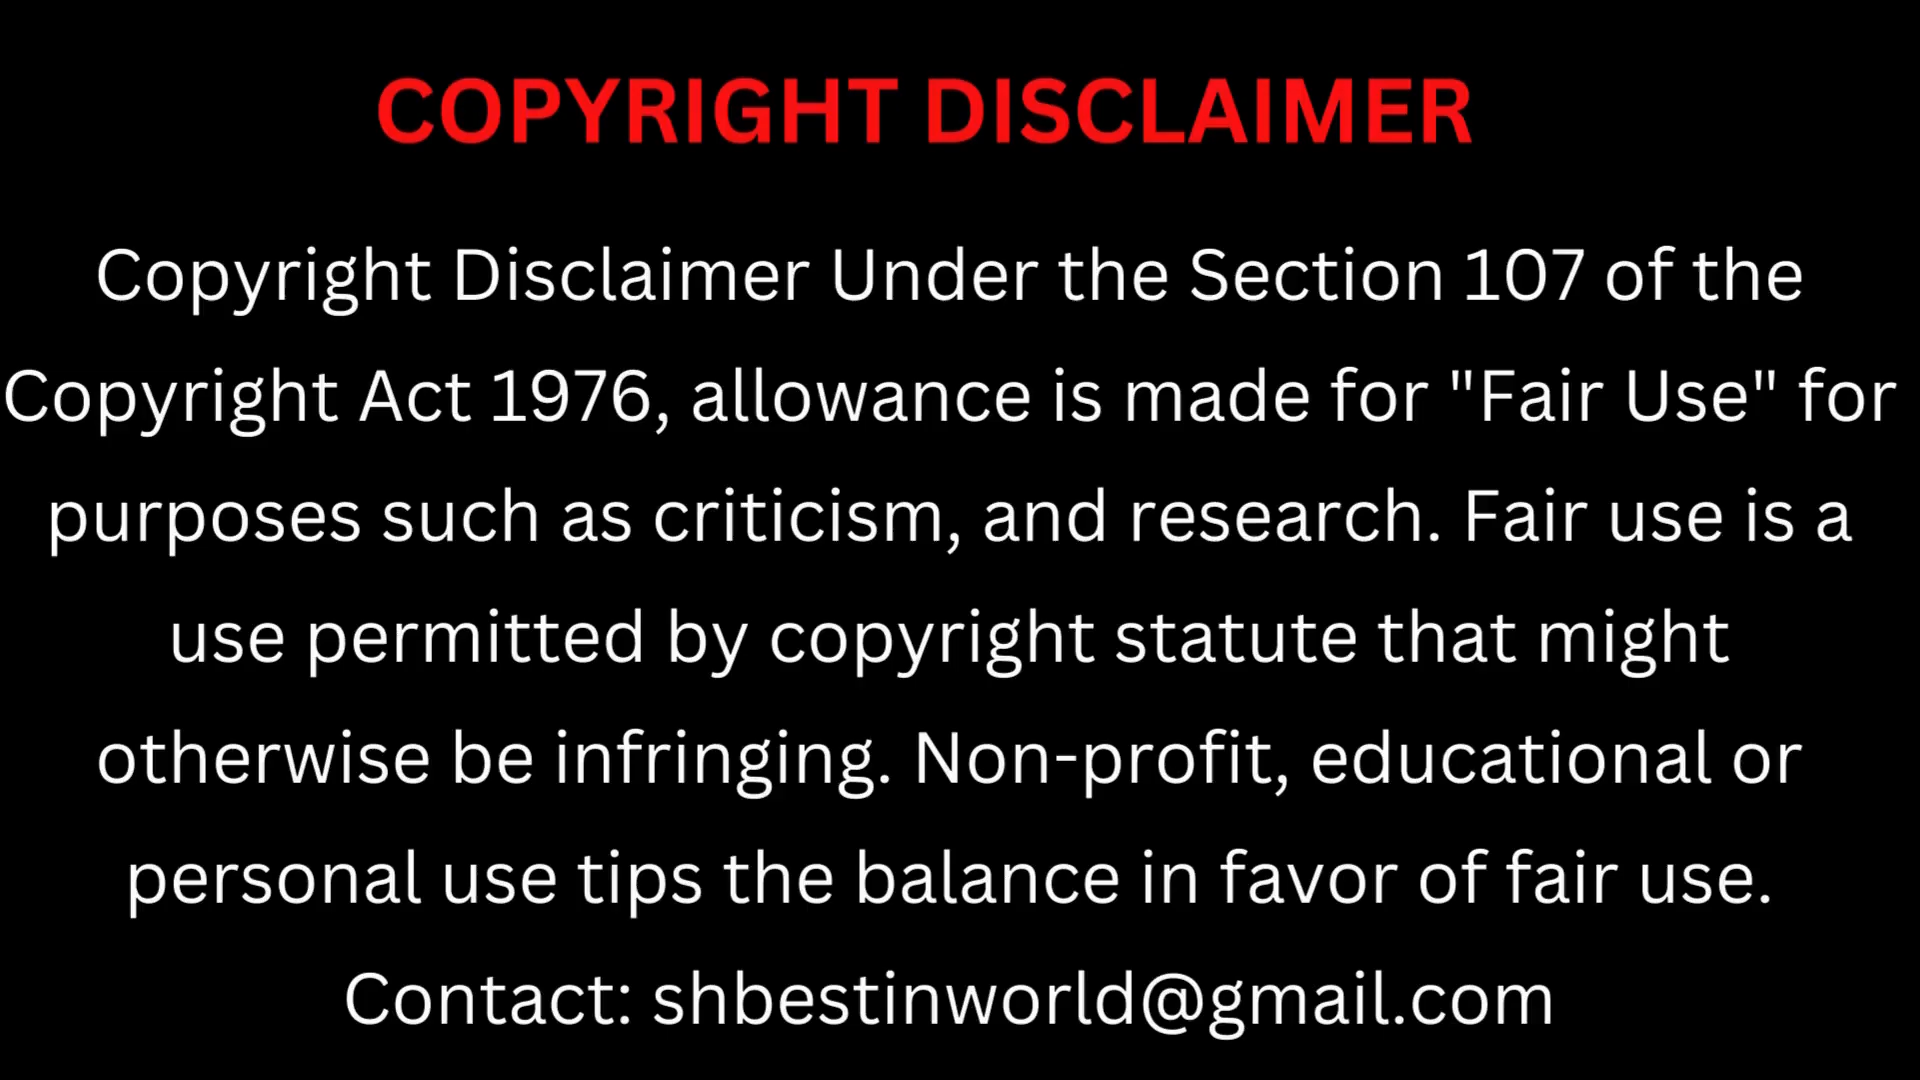 COPYRIGHT DISCLAIMER
Copyright Disclaimer Under the Section 107 of the
Copyright Act 1976, allowance is made for "Fair Use" for
purposes such as criticism, and research. Fair use is a
use permitted by copyright statute that might
otherwise be infringing. Non-profit, educational or
personal use tips the balance in favor of fair use.
Contact: shbestinworld@gmail.com